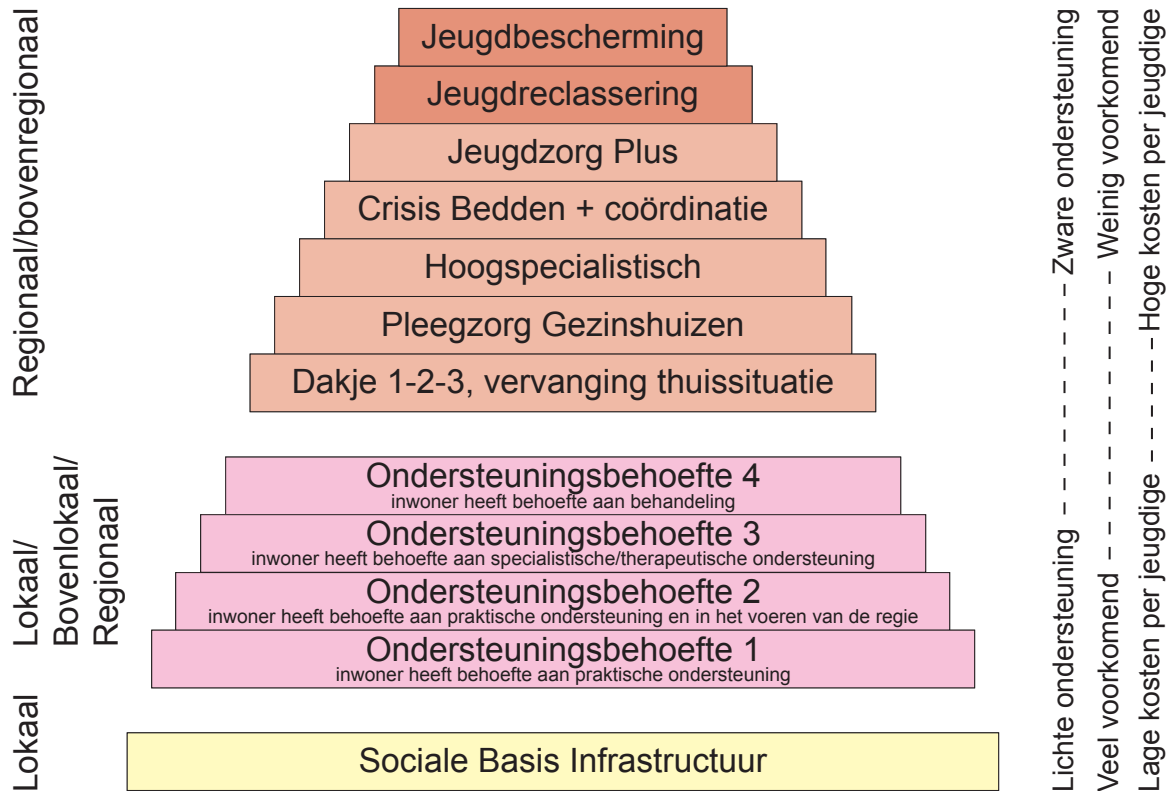 Regionaal/bovenregionaal
Jeugdbescherming
Jeugdreclassering
Jeugdzorg Plus
Crisis Bedden + coördinatie
Hoogspecialistisch
Pleegzorg Gezinshuizen
Dakje 1-2-3, vervanging thuissituatie
Lokaal/
Bovenlokaal/
Regionaal
Ondersteuningsbehoefte 4
inwoner heeft behoefte aan behandeling
Ondersteuningsbehoefte 3
inwoner heeft behoefte aan specialistische/therapeutische ondersteuning
Ondersteuningsbehoefte 2
inwoner heeft behoefte aan praktische ondersteuning en in het voeren van de regie
Ondersteuningsbehoefte 1
inwoner heeft behoefte aan praktische ondersteuning
Lokaal
Sociale Basis Infrastructuur
Lichte ondersteuning – – – – – – – – – Zware ondersteuning
Veel voorkomend – – – – – – – – – – – Weinig voorkomend
Lage kosten per jeugdige – – – – – – Hoge kosten per jeugdige